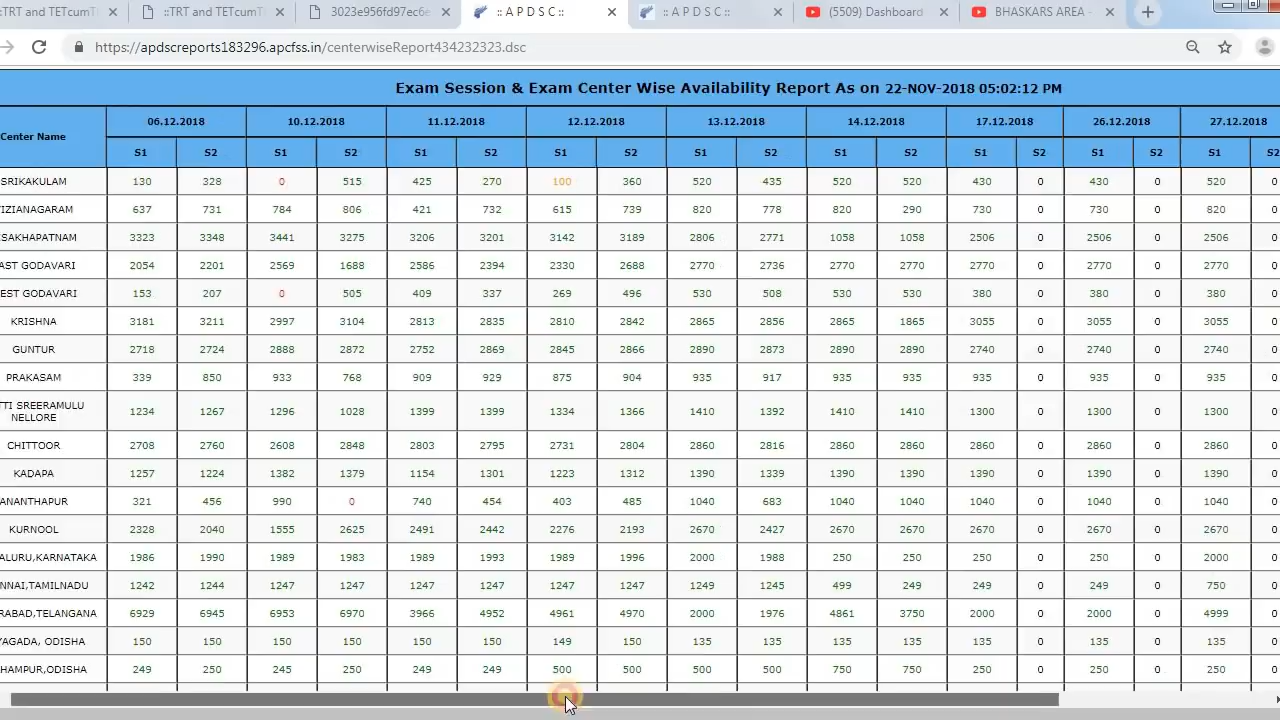 ::TRT and TETcumT
::TRT and TETcumT
3023e956fd97ec6e
:: A P D S C ::
:: A P D S C ::
(5509) Dashboard
BHASKARS AREA -
https://apdscreports183296.apcfss.in/centerwiseReport434232323.dsc
Exam Session & Exam Center Wise Availability Report As on 22-NOV-2018 05:02:12 PM
Center Name 06.12.2018 10.12.2018 11.12.2018 12.12.2018 13.12.2018 14.12.2018 17.12.2018 26.12.2018 27.12.2018
S1 S2 S1 S2 S1 S2 S1 S2 S1 S2 S1 S2 S1 S2 S1 S2 S1 S2
SRIKAKULAM 130 328 0 515 425 270 100 360 520 435 520 520 430 0 430 0 520 0
IZIANAGARAM 637 731 784 806 421 732 615 739 820 778 820 290 730 0 730 0 820 0
SAKHAPATNAM 3323 3348 3441 3275 3206 3201 3142 3189 2806 2771 1058 1058 2506 0 2506 0 2506 0
AST GODAVARI 2054 2201 2569 1688 2586 2394 2330 2688 2770 2736 2770 2770 2770 0 2770 0 2770 0
EST GODAVARI 153 207 0 505 409 337 269 496 530 508 530 530 380 0 380 0 380 0
KRISHNA 3181 3211 2997 3104 2813 2835 2810 2842 2865 2856 2865 1865 3055 0 3055 0 3055 0
GUNTUR 2718 2724 2888 2872 2752 2869 2845 2866 2890 2873 2890 2890 2740 0 2740 0 2740 0
PRAKASAM 339 850 933 768 909 929 875 904 935 917 935 935 935 0 935 0 935 0
TTI SREERAMULU
NELLORE 1234 1267 1296 1028 1399 1399 1334 1366 1410 1392 1410 1410 1300 0 1300 0 1300 0
CHITTOOR 2708 2760 2608 2848 2803 2795 2731 2804 2860 2816 2860 2860 2860 0 2860 0 2860 0
KADAPA 1257 1224 1382 1379 1154 1301 1223 1312 1390 1339 1390 1390 1390 0 1390 0 1390 0
ANANTHAPUR 321 456 990 0 740 454 403 485 1040 683 1040 1040 1040 0 1040 0 1040 0
KURNOOL 2328 2040 1555 2625 2491 2442 2276 2193 2670 2427 2670 2670 2670 0 2670 0 2670 0
ALURU,KARNATAKA 1986 1990 1989 1983 1989 1993 1989 1996 2000 1988 250 250 250 0 250 0 2000 0
NNAI,TAMILNADU 1242 1244 1247 1247 1247 1247 1247 1247 1249 1245 499 249 249 0 249 0 750 0
RABAD,TELANGANA 6929 6945 6953 6970 3966 4952 4961 4970 2000 1976 4861 3750 2000 0 2000 0 4999 0
YAGADA, ODISHA 150 150 150 150 150 150 149 150 135 135 135 135 135 0 135 0 135 0
HAMPUR,ODISHA 249 250 245 250 249 249 500 500 500 500 750 750 250 0 250 0 250 0